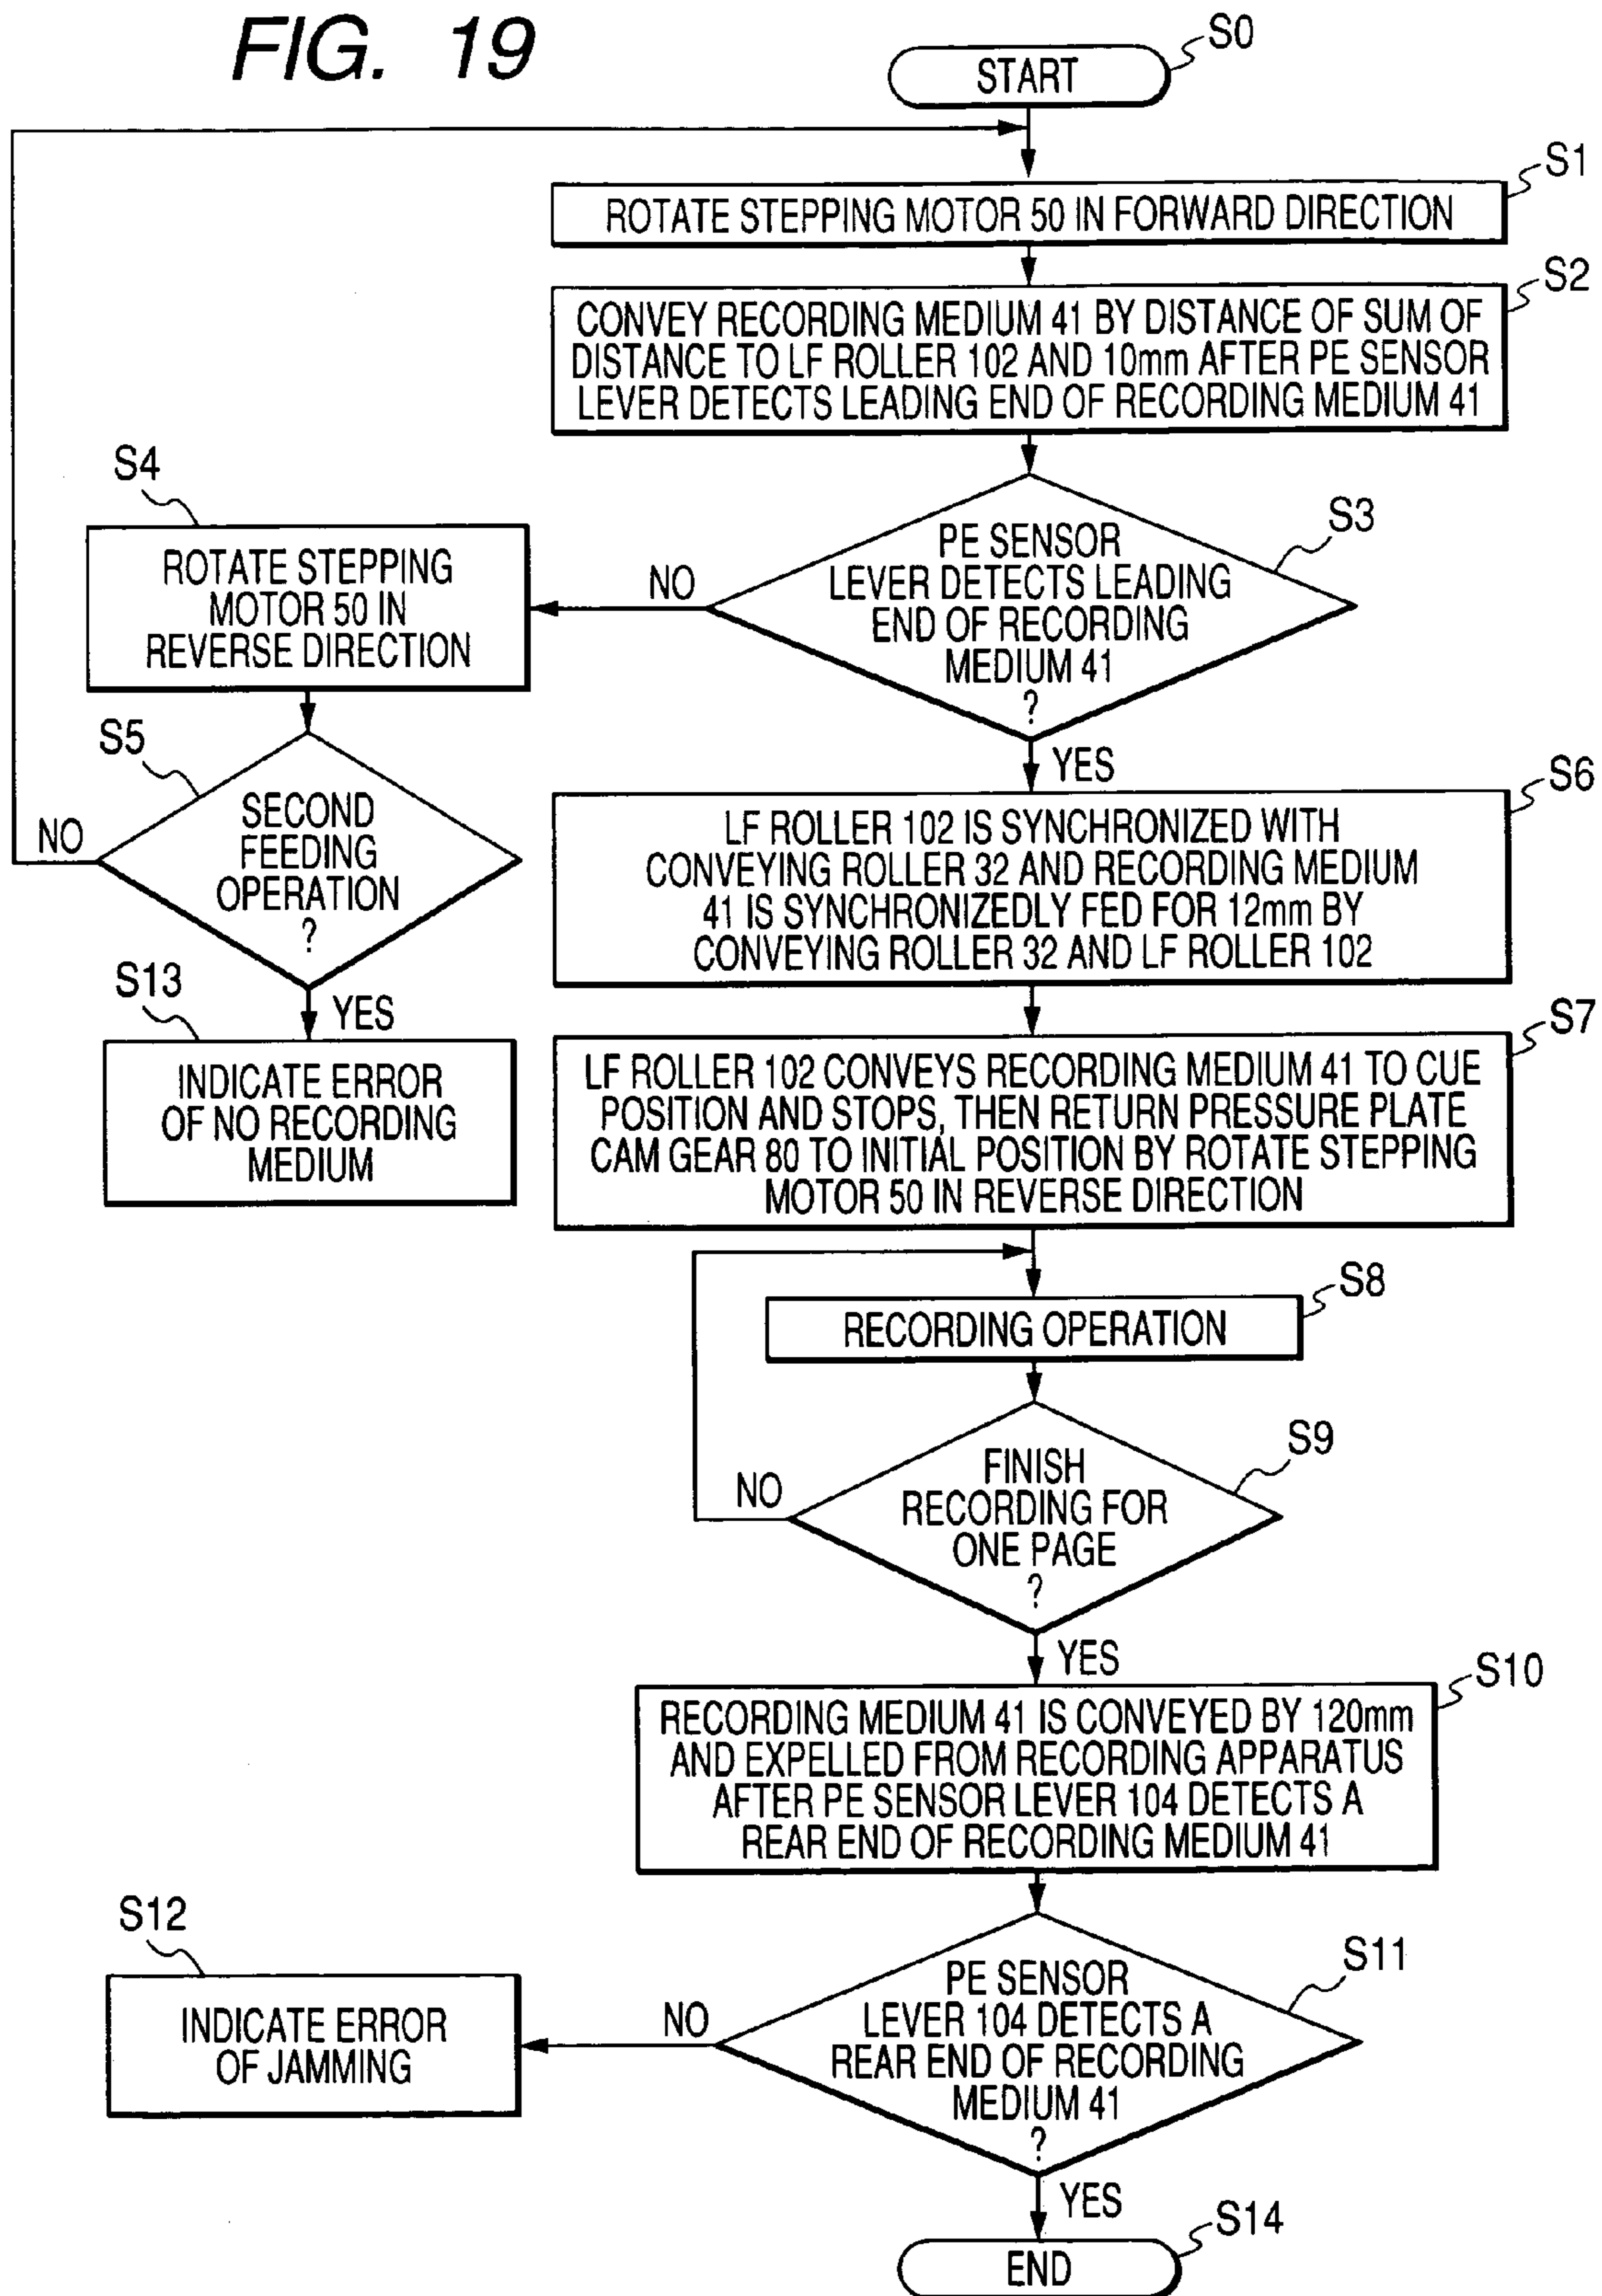 FIG. 19
START
S0
S1
ROTATE STEPPING MOTOR 50 IN FORWARD DIRECTION
S2
CONVEY RECORDING MEDIUM 41 BY DISTANCE OF SUM OF
DISTANCE TO LF ROLLER 102 AND 10mm AFTER PE SENSOR
LEVER DETECTS LEADING END OF RECORDING MEDIUM 41
S3
PE SENSOR
LEVER DETECTS LEADING
END OF RECORDING
MEDIUM 41
?
NO
YES
S4
ROTATE STEPPING
MOTOR 50 IN
REVERSE DIRECTION
S5
SECOND
FEEDING
OPERATION
?
NO
YES
S13
INDICATE ERROR
OF NO RECORDING
MEDIUM
S6
LF ROLLER 102 IS SYNCHRONIZED WITH
CONVEYING ROLLER 32 AND RECORDING MEDIUM
41 IS SYNCHRONIZEDLY FED FOR 12mm BY
CONVEYING ROLLER 32 AND LF ROLLER 102
S7
LF ROLLER 102 CONVEYS RECORDING MEDIUM 41 TO CUE
POSITION AND STOPS, THEN RETURN PRESSURE PLATE
CAM GEAR 80 TO INITIAL POSITION BY ROTATE STEPPING
MOTOR 50 IN REVERSE DIRECTION
S8
RECORDING OPERATION
S9
FINISH
RECORDING FOR
ONE PAGE
?
NO
YES
S10
RECORDING MEDIUM 41 IS CONVEYED BY 120mm
AND EXPELLED FROM RECORDING APPARATUS
AFTER PE SENSOR LEVER 104 DETECTS A
REAR END OF RECORDING MEDIUM 41
S11
PE SENSOR
LEVER 104 DETECTS A
REAR END OF RECORDING
MEDIUM 41
?
NO
YES
S12
INDICATE ERROR
OF JAMMING
S14
END